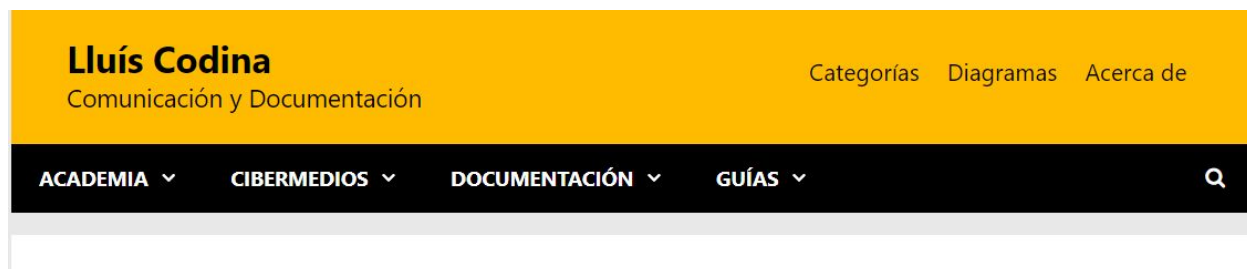 Lluís Codina
Comunicación y Documentación
Categorías Diagramas Acerca de
ACADEMIA CIBERMEDIOS DOCUMENTACIÓN GUÍAS